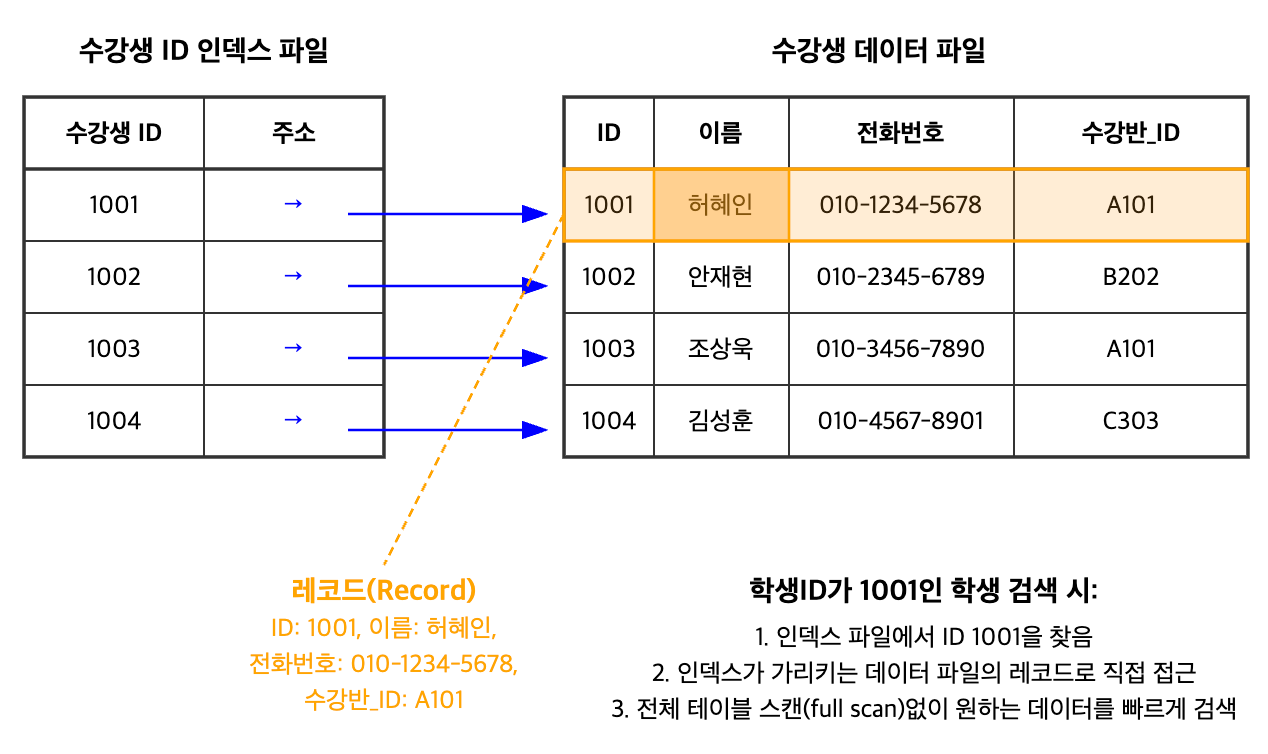 수강생 ID 인덱스 파일
수강생 ID 주소
1001 →
1002 →
1003 →
1004 →
수강생 데이터 파일
ID 이름 전화번호 수강반_ID
1001 허혜인 010-1234-5678 A101
1002 안재현 010-2345-6789 B202
1003 조상욱 010-3456-7890 A101
1004 김성훈 010-4567-8901 C303
레코드(Record)
ID: 1001, 이름: 허혜인,
전화번호: 010-1234-5678,
수강반_ID: A101
학생ID가 1001인 학생 검색 시:
1. 인덱스 파일에서 ID 1001을 찾음
2. 인덱스가 가리키는 데이터 파일의 레코드로 직접 접근
3. 전체 테이블 스캔(full scan)없이 원하는 데이터를 빠르게 검색